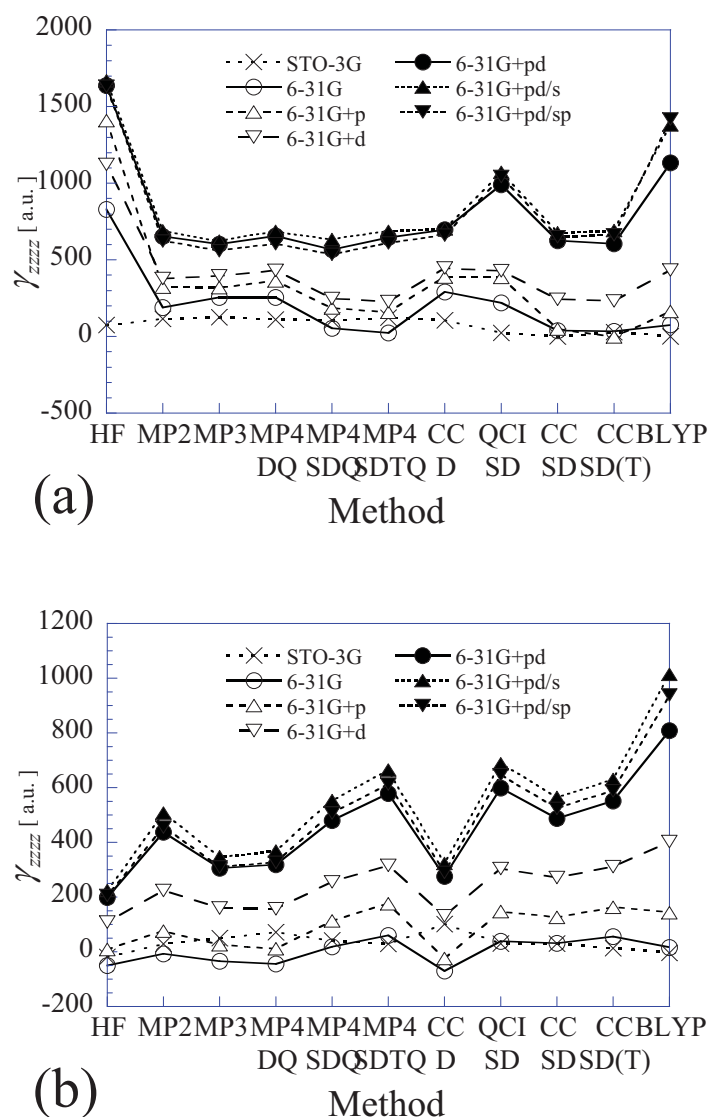 2000
1500
1000
500
0
-500
γzzzz [ a.u. ]
STO-3G
6-31G
6-31G+p
6-31G+d
6-31G+pd
6-31G+pd/s
6-31G+pd/sp
HF MP2 MP3 MP4 MP4 MP4 CC QCI CC CC BLYP
DQ SDQ SDTQ D SD SD SD(T)
Method
(a)
1200
1000
800
600
400
200
0
-200
γzzzz [ a.u. ]
STO-3G
6-31G
6-31G+p
6-31G+d
6-31G+pd
6-31G+pd/s
6-31G+pd/sp
HF MP2 MP3 MP4 MP4 MP4 CC QCI CC CC BLYP
DQ SDQ SDTQ D SD SD SD(T)
Method
(b)